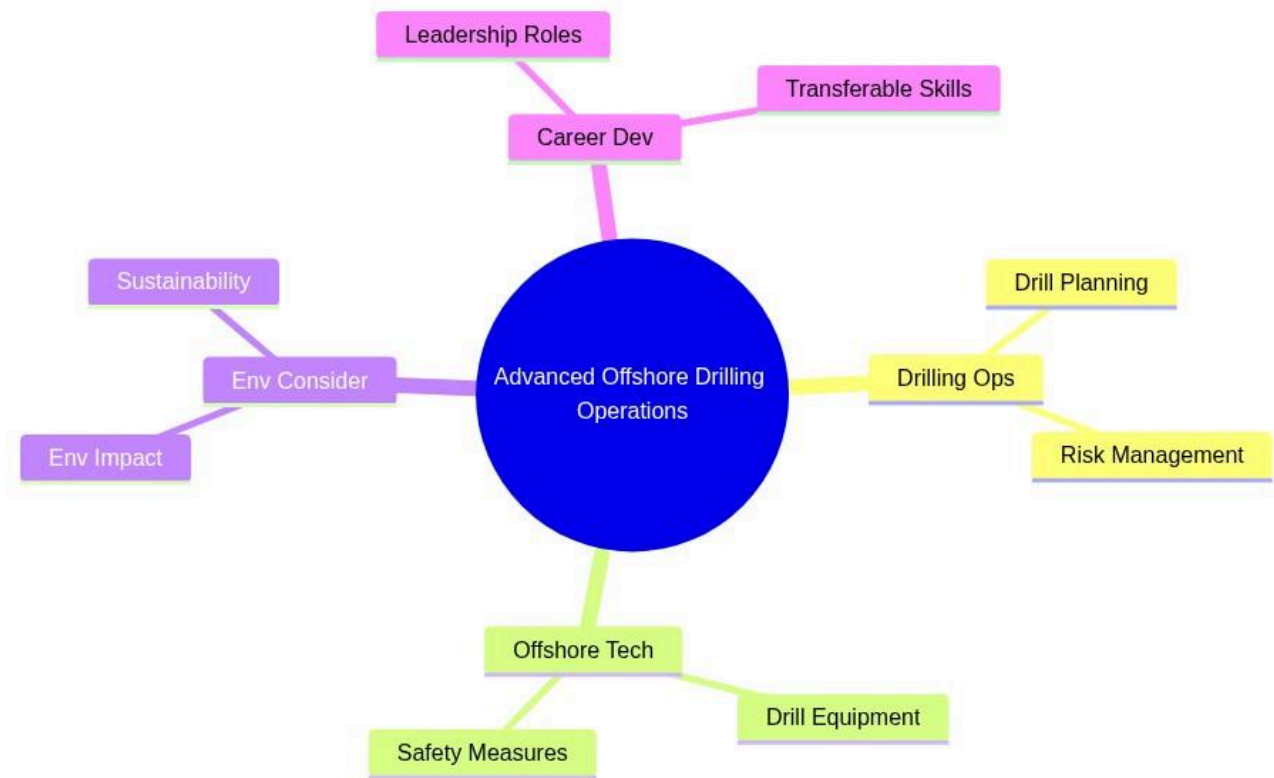 Leadership Roles
Transferable Skills
Career Dev
Sustainability
Drill Planning
Env Consider
Advanced Offshore Drilling
Operations
Drilling Ops
Env Impact
Risk Management
Offshore Tech
Drill Equipment
Safety Measures